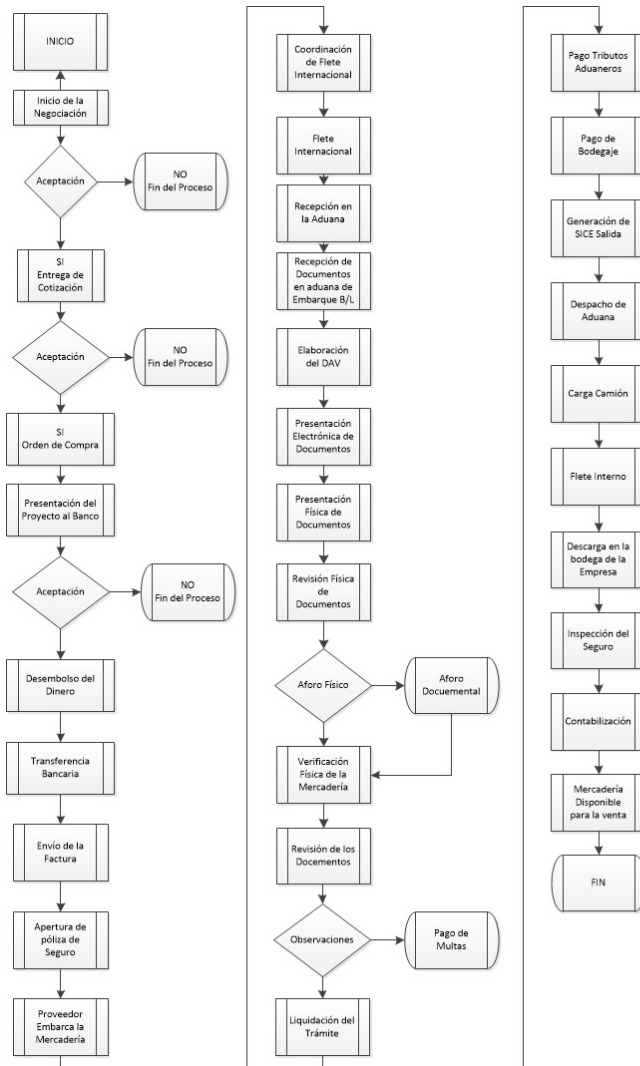 INICIO
Inicio de la
Negociación
Aceptación
NO
Fin del Proceso
SI
Entrega de
Cotización
Aceptación
NO
Fin del Proceso
SI
Orden de Compra
Presentación del
Proyecto al Banco
Aceptación
NO
Fin del Proceso
Desembolso del
Dinero
Transferencia
Bancaria
Envío de la
Factura
Apertura de
póliza de
Seguro
Proveedor
Embarca la
Mercadería
Coordinación
de Flete
Internacional
Flete
Internacional
Recepción en
la Aduana
Recepción de
Documentos
en aduana de
Embarque B/L
Elaboración
del DAV
Presentación
Electrónica de
Documentos
Presentación
Física de
Documentos
Revisión Física
de
Documentos
Aforo Físico
Aforo
Docuemental
Verificación
Física de la
Mercadería
Revisión de los
Docementos
Observaciones
Pago de
Multas
Liquidación del
Trámite
Pago Tributos
Aduaneros
Pago de
Bodegaje
Generación de
SICE Salida
Despacho de
Aduana
Carga Camión
Flete Interno
Descarga en la
bodega de la
Empresa
Inspección del
Seguro
Contabilización
Mercadería
Disponible
para la venta
FIN